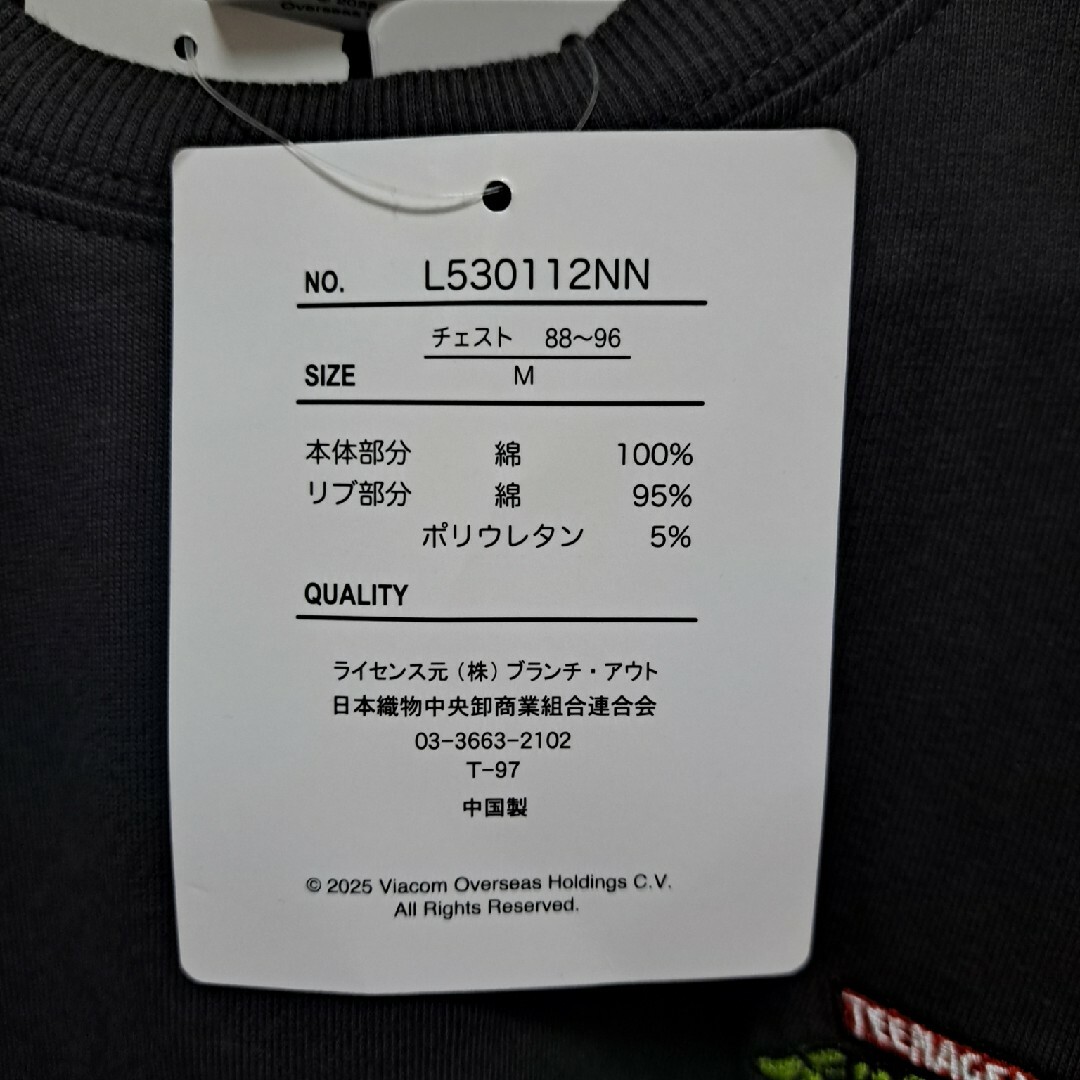 Overseas
NO. L530112NN
チェスト 88～96
SIZE M
本体部分 綿 100%
リブ部分 綿 95%
ポリウレタン 5%
QUALITY
ライセンス元（株）ブランチ・アウト
日本織物中央卸商業組合連合会
03-3663-2102
T-97
中国製
© 2025 Viacom Overseas Holdings C.V.
All Rights Reserved.
TEENAGE